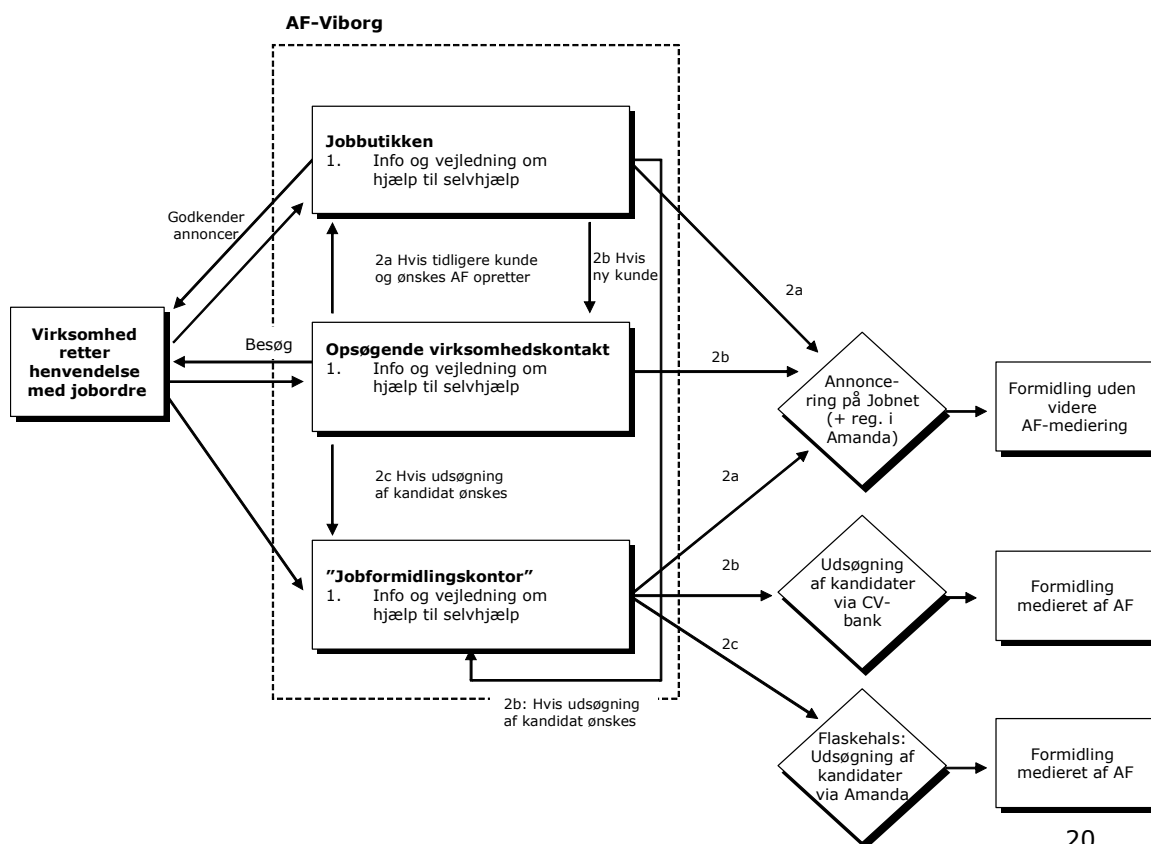 AF-Viborg
Jobbutikken
1. Info og vejledning om
hjælp til selvhjælp
Godkender
annoncer
2a Hvis tidligere kunde
og ønskes AF opretter
2b Hvis
ny kunde
2a
Virksomhed
retter
henvendelse
med jobordre
Besøg
Opsøgende virksomhedskontakt
1. Info og vejledning om
hjælp til selvhjælp
2b
Annonce-
ring på Jobnet
(+ reg. i
Amanda)
Formidling uden
videre
AF-mediering
2c Hvis udsøgning
af kandidat ønskes
2a
”Jobformidlingskontor”
1. Info og vejledning om
hjælp til selvhjælp
2b
Udsøgning
af kandidater
via CV-
bank
Formidling
medieret af AF
2c
2b: Hvis udsøgning
af kandidat ønskes
Flaskehals:
Udsøgning af
kandidater
via Amanda
Formidling
medieret af AF
20